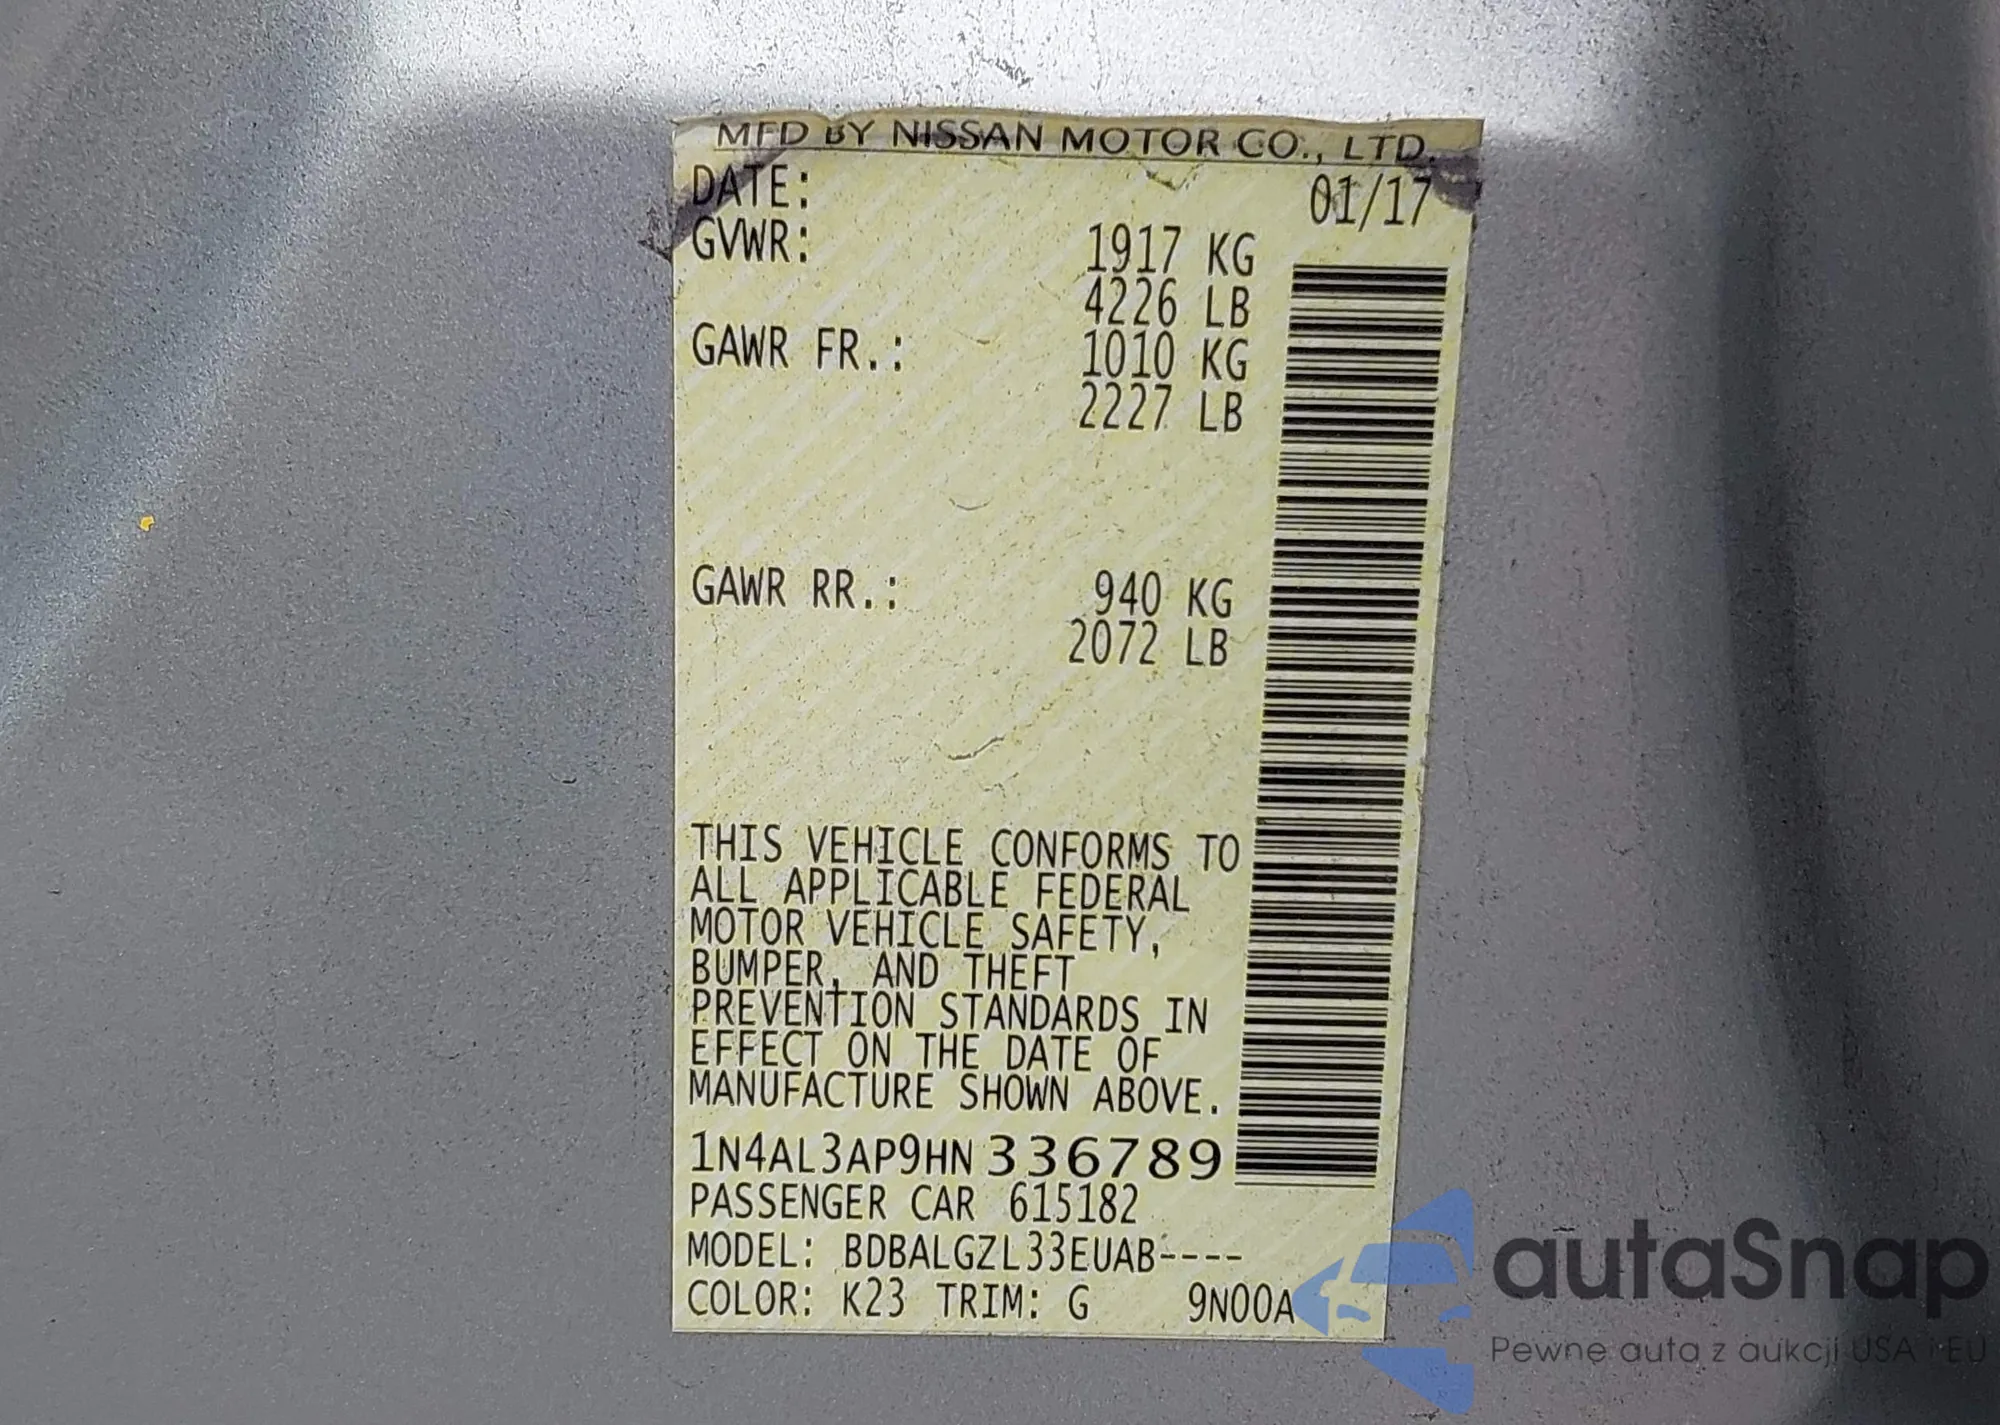 MFD BY NISSAN MOTOR CO., LTD.
DATE: 01/17
GVWR: 1917 KG
4226 LB
GAWR FR.: 1010 KG
2227 LB
GAWR RR.: 940 KG
2072 LB
THIS VEHICLE CONFORMS TO
ALL APPLICABLE FEDERAL
MOTOR VEHICLE SAFETY,
BUMPER, AND THEFT
PREVENTION STANDARDS IN
EFFECT ON THE DATE OF
MANUFACTURE SHOWN ABOVE.
1N4AL3AP9HN336789
PASSENGER CAR 615182
MODEL: BDBALGZL33EUAB----
COLOR: K23 TRIM: G 9N00A
autaSnap
Pewne auta z aukcji USA i EU